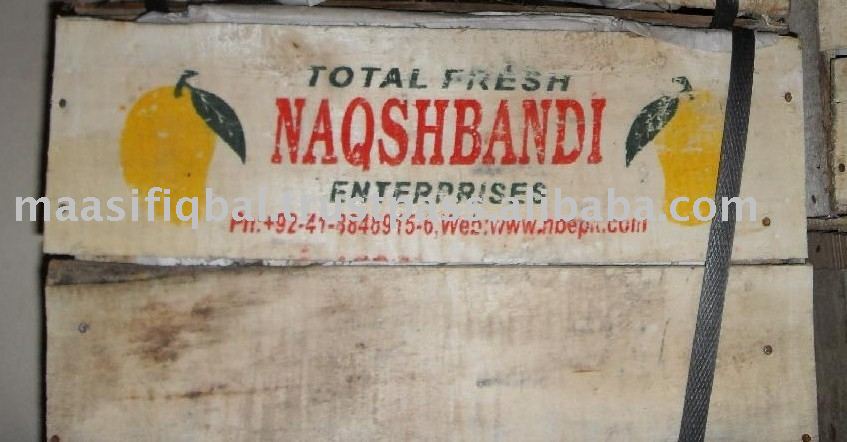 TOTAL FRESH
NAQSHBANDI
ENTERPRISES
maasifiqbal.trustpass.alibaba.com
Ph:+92-41-8846915-6,Web:www.nbepk.com